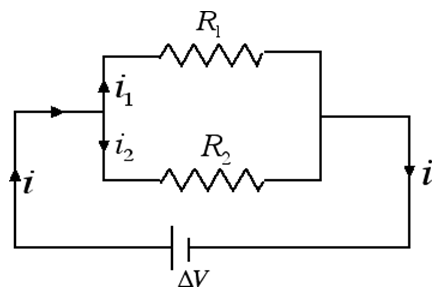 R₁
i₁
i₂
R₂
i
i
ΔV